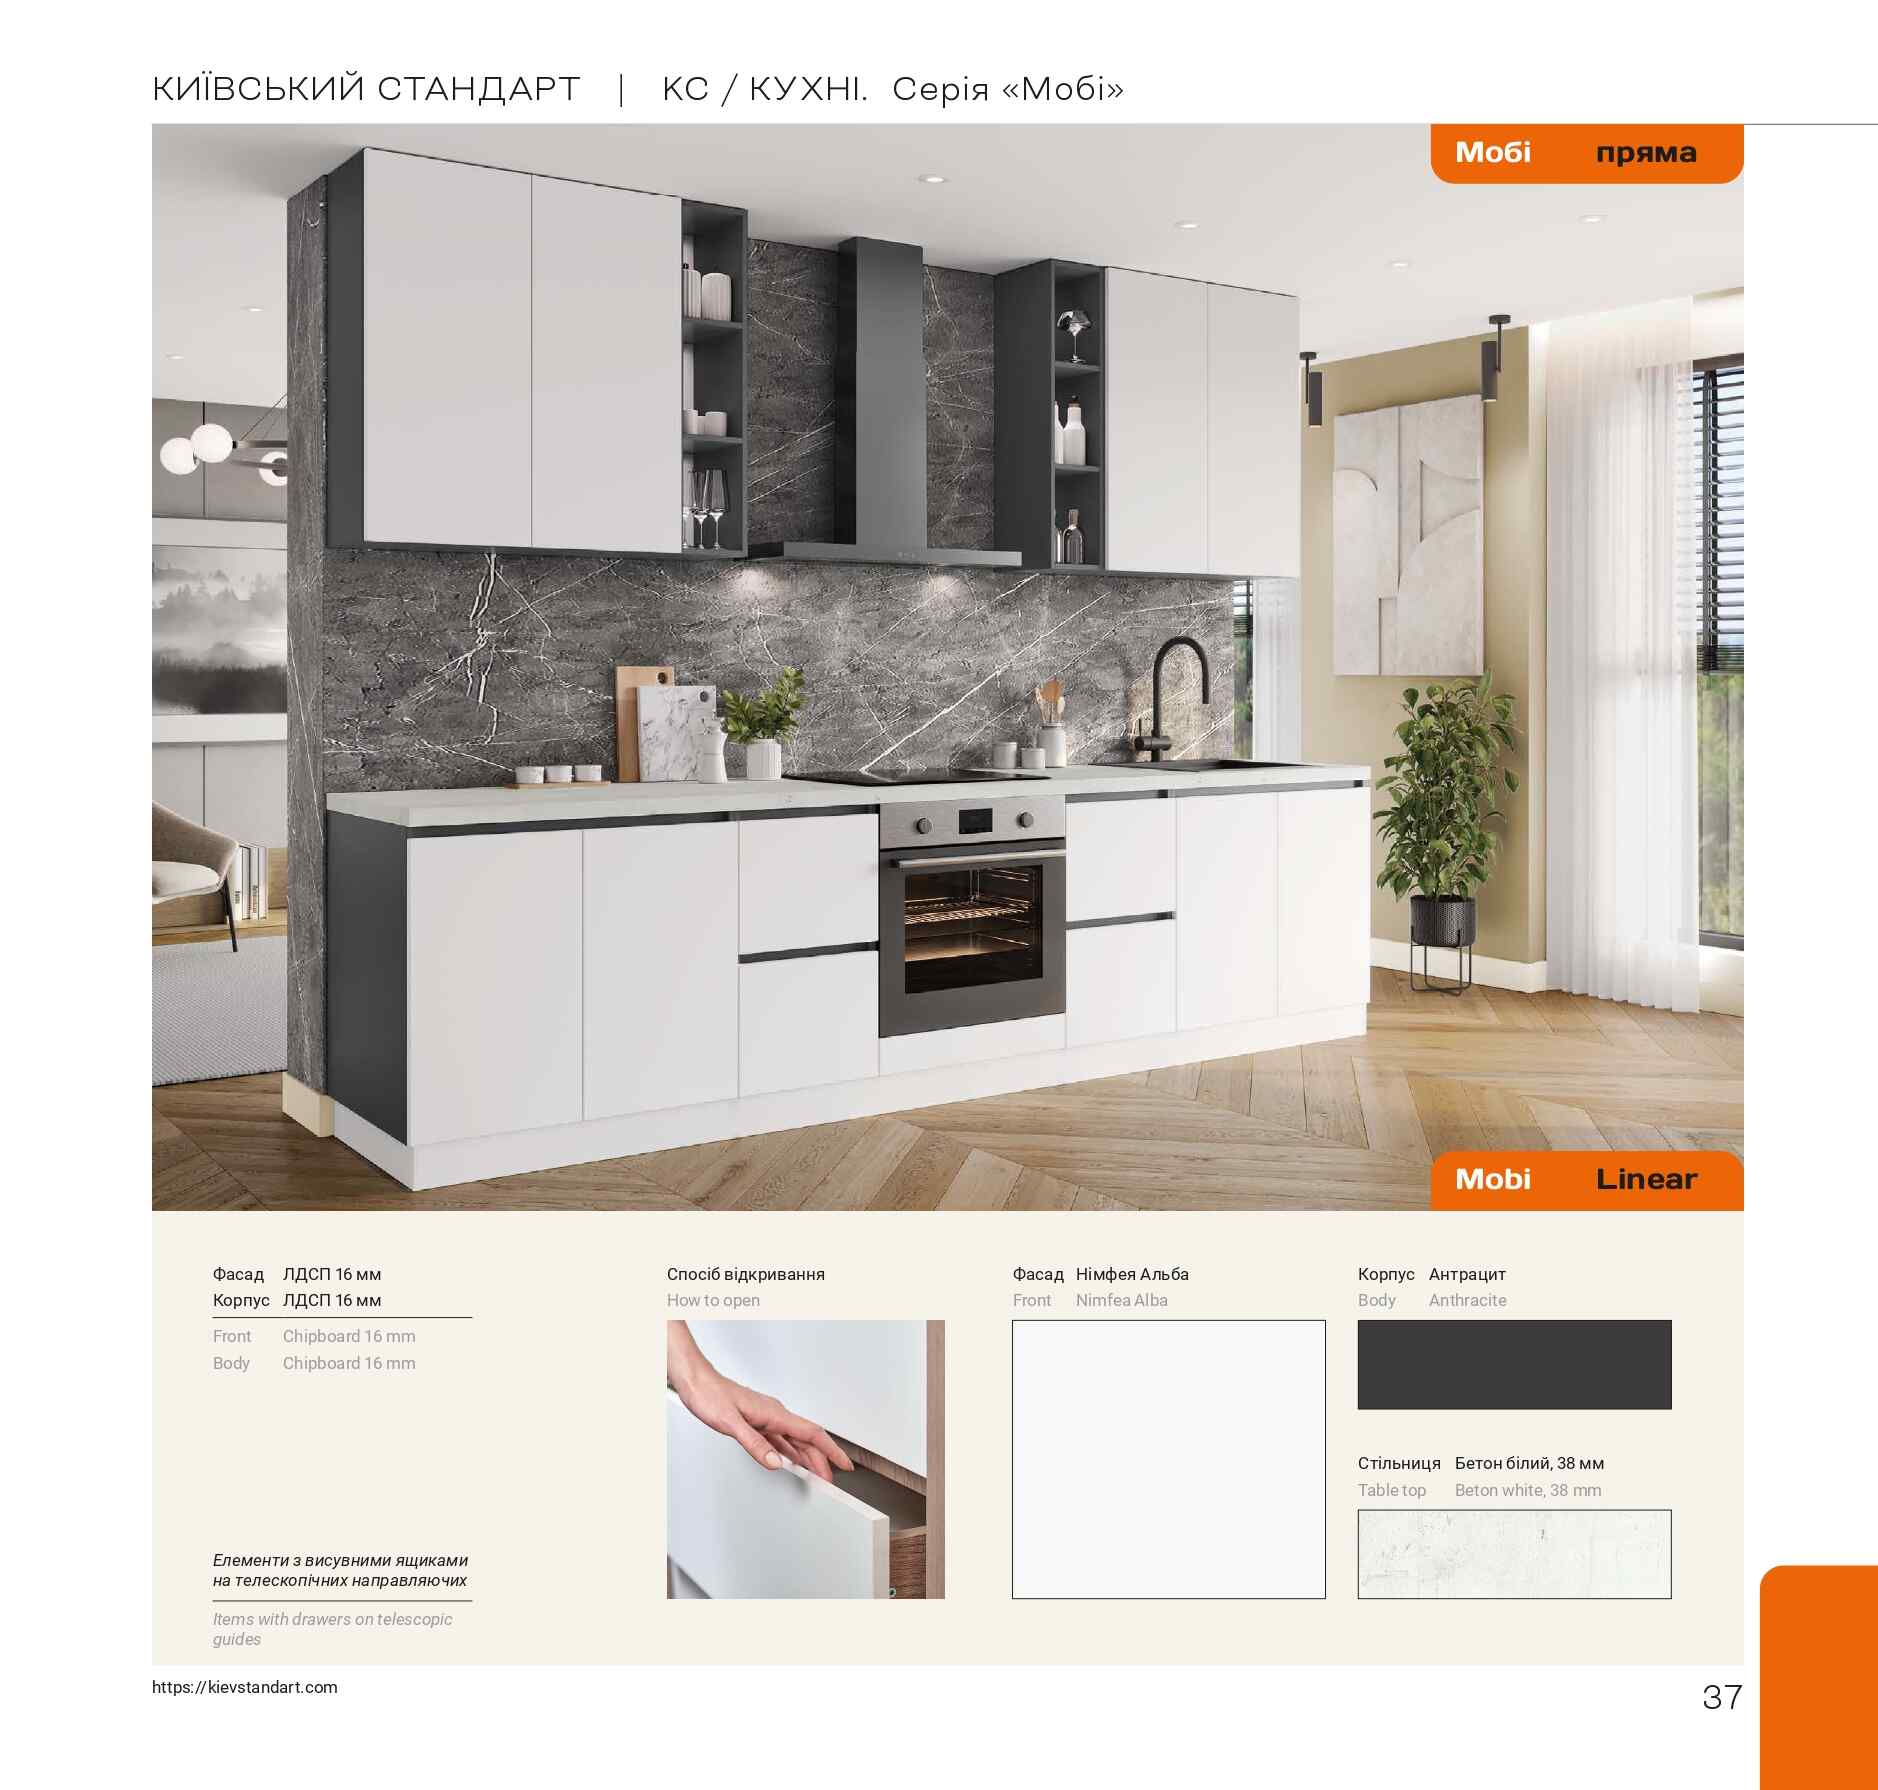 КИЇВСЬКИЙ СТАНДАРТ | КС / КУХНІ. Серія «Мобі»
Мобі пряма
Mobi Linear
Фасад ЛДСП 16 мм
Корпус ЛДСП 16 мм
Front Chipboard 16 mm
Body Chipboard 16 mm
Елементи з висувними ящиками
на телескопічних направляючих
Items with drawers on telescopic
guides
Спосіб відкривання
How to open
Фасад Німфея Альба
Front Nimfea Alba
Корпус Антрацит
Body Anthracite
Стільниця Бетон білий, 38 мм
Table top Beton white, 38 mm
https://kievstandart.com
37